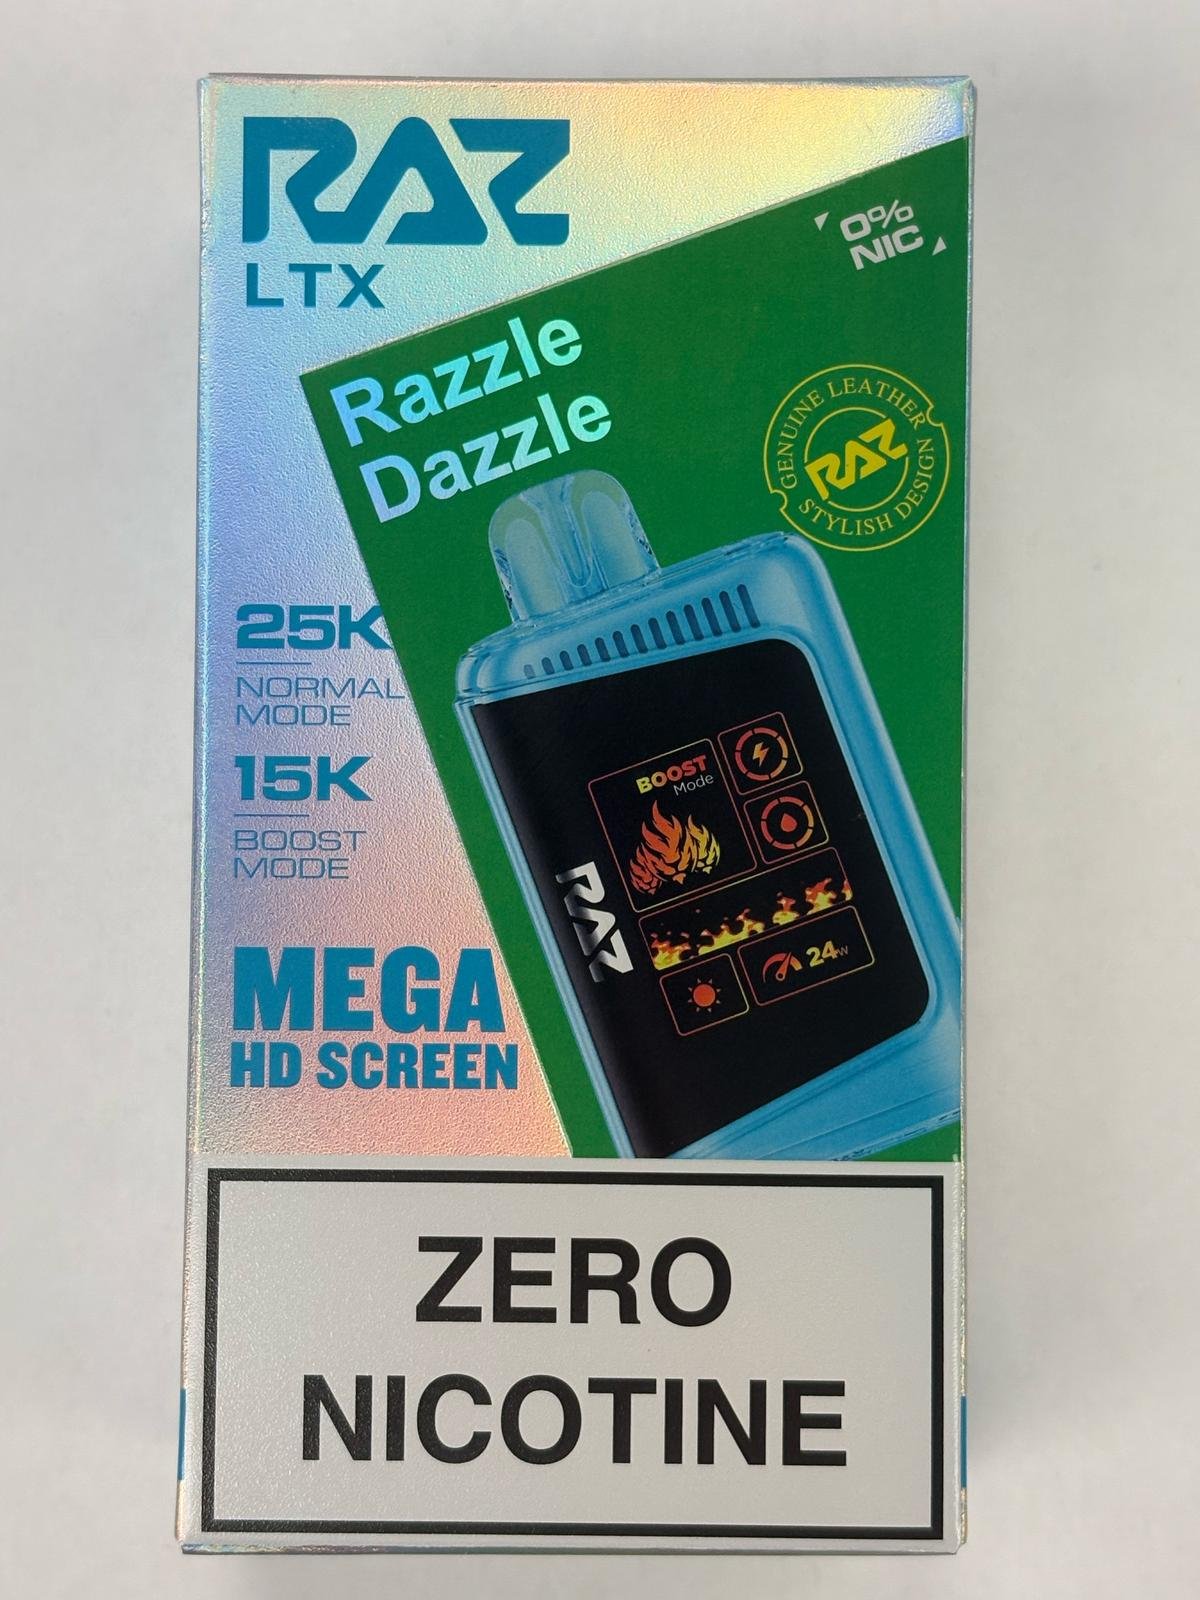 RAZ
LTX
0%
NIC
Razzle
Dazzle
GENUINE LEATHER
RAZ
STYLISH DESIGN
25K
NORMAL
MODE
15K
BOOST
MODE
BOOST
Mode
RAZ
24W
MEGA
HD SCREEN
ZERO
NICOTINE